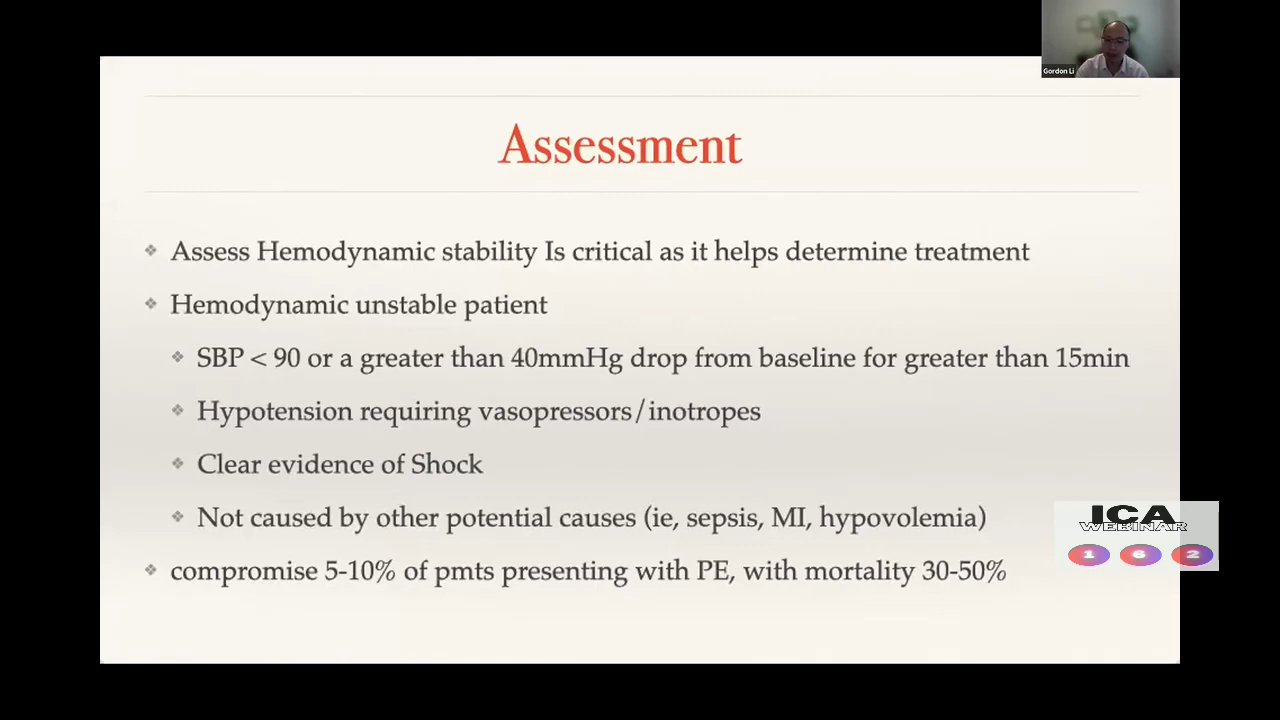 Gordon Li
Assessment
Assess Hemodynamic stability Is critical as it helps determine treatment
Hemodynamic unstable patient
SBP < 90 or a greater than 40mmHg drop from baseline for greater than 15min
Hypotension requiring vasopressors/inotropes
Clear evidence of Shock
Not caused by other potential causes (ie, sepsis, MI, hypovolemia)
compromise 5-10% of pmts presenting with PE, with mortality 30-50%
ICA
WEBINAR
1 6 2